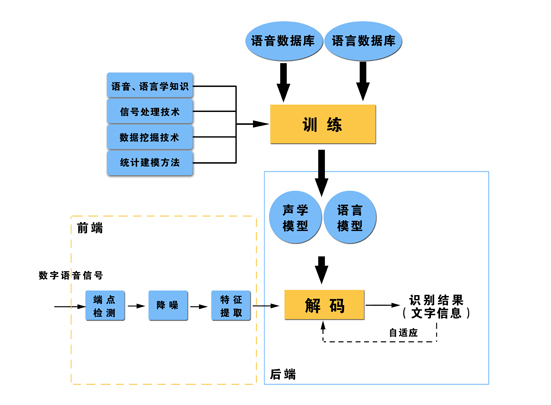 语音数据库
语言数据库
语音、语言学知识
信号处理技术
数据挖掘技术
统计建模方法
训练
声学
模型
语言
模型
前端
数字语音信号
端点
检测
降噪
特征
提取
解码
识别结果
(文字信息)
自适应
后端